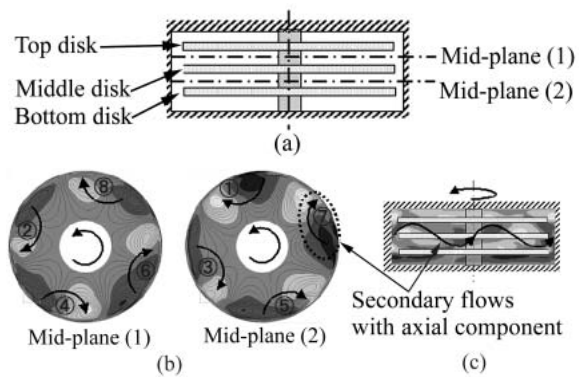 Top disk
Mid-plane (1)
Middle disk
Mid-plane (2)
Bottom disk
(a)
⑧
②
⑥
④
Mid-plane (1)
①
⑦
③
⑤
Mid-plane (2)
(b)
Secondary flows
with axial component
(c)